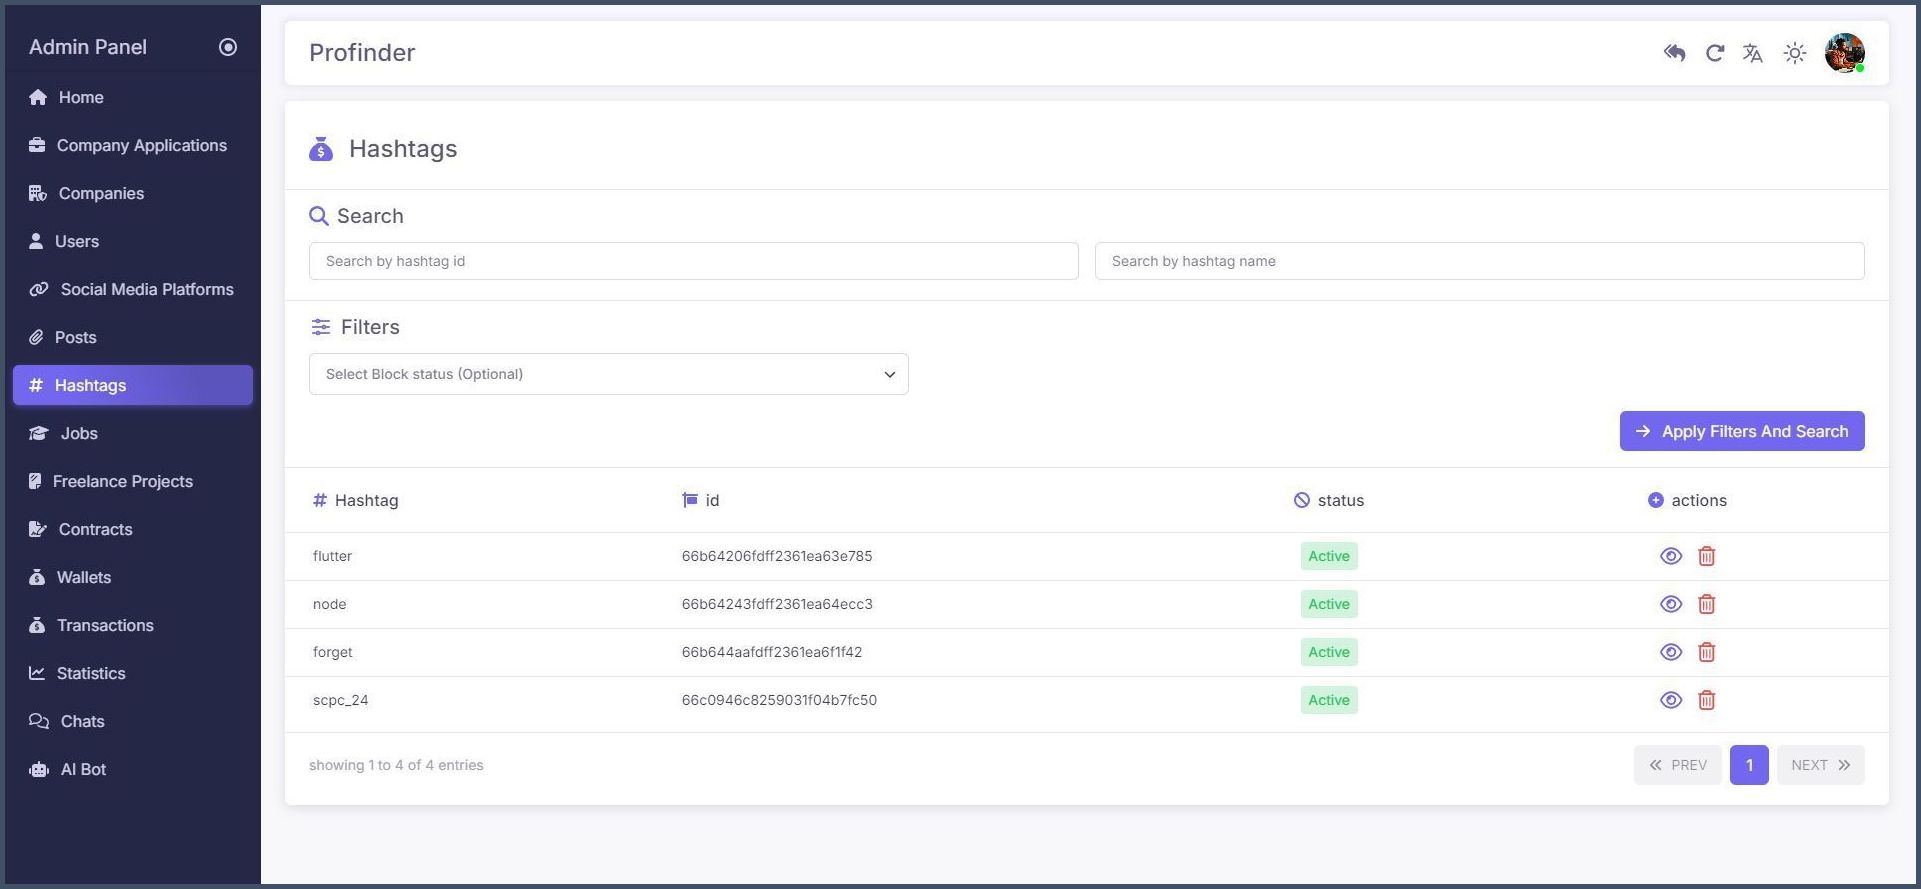 Admin Panel
Home
Company Applications
Companies
Users
Social Media Platforms
Posts
Hashtags
Jobs
Freelance Projects
Contracts
Wallets
Transactions
Statistics
Chats
AI Bot
Profinder
Hashtags
Search
Search by hashtag id
Search by hashtag name
Filters
Select Block status (Optional)
Apply Filters And Search
Hashtag id status actions
flutter 66b64206fdff2361ea63e785 Active
node 66b64243fdff2361ea64ecc3 Active
forget 66b644aafdff2361ea6f1f42 Active
scpc_24 66c0946c8259031f04b7fc50 Active
showing 1 to 4 of 4 entries
PREV 1 NEXT